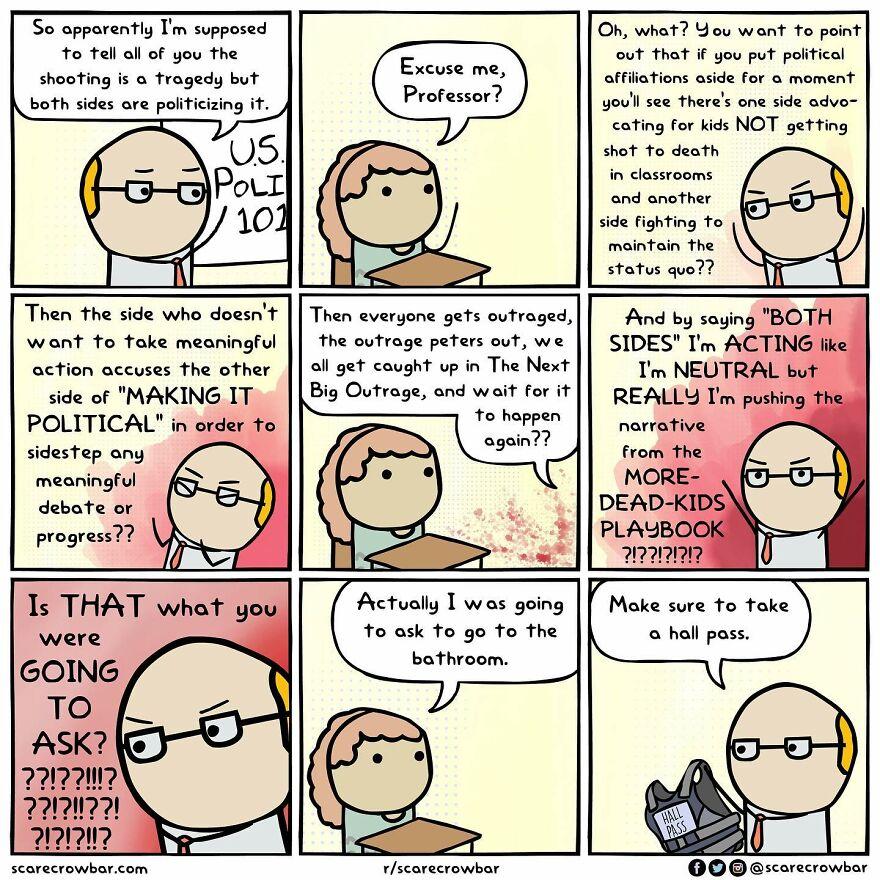 So apparently I'm supposed
to tell all of you the
shooting is a tragedy but
both sides are politicizing it.
U.S.
POLI
101
Excuse me,
Professor?
Oh, what? You want to point
out that if you put political
affiliations aside for a moment
you'll see there's one side advo-
cating for kids NOT getting
shot to death
in classrooms
and another
side fighting to
maintain the
status quo??
Then the side who doesn't
want to take meaningful
action accuses the other
side of "MAKING IT
POLITICAL" in order to
sidestep any
meaningful
debate or
progress??
Then everyone gets outraged,
the outrage peters out, we
all get caught up in The Next
Big Outrage, and wait for it
to happen
again??
And by saying "BOTH
SIDES" I'm ACTING like
I'm NEUTRAL but
REALLY I'm pushing the
narrative
from the
MORE-
DEAD-KIDS
PLAYBOOK
?!??!?!?!?
Is THAT what you
were
GOING
TO
ASK?
??!??!!!?
??!?!!??!
?!?!?!!?
Actually I was going
to ask to go to the
bathroom.
Make sure to take
a hall pass.
HALL
PASS
scarecrowbar.com
r/scarecrowbar
@scarecrowbar